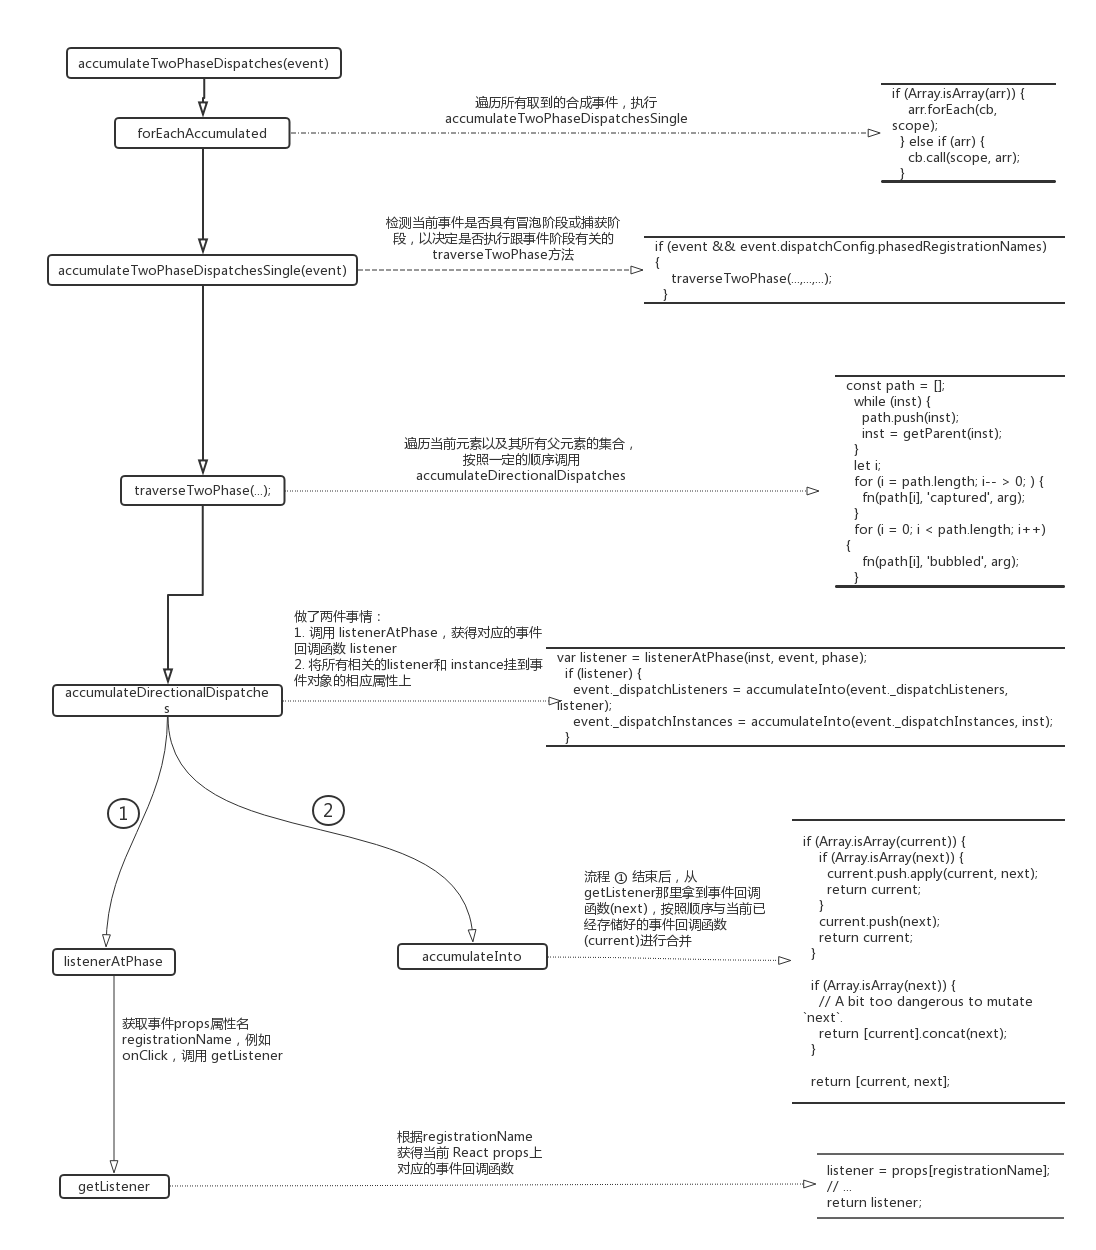 accumulateTwoPhaseDispatches(event)
forEachAccumulated
遍历所有取到的合成事件，执行
accumulateTwoPhaseDispatchesSingle
if (Array.isArray(arr)) {
arr.forEach(cb,
scope);
} else if (arr) {
cb.call(scope, arr);
}
accumulateTwoPhaseDispatchesSingle(event)
检测当前事件是否具有冒泡阶段或捕获阶
段，以决定是否执行跟事件阶段有关的
traverseTwoPhase方法
if (event && event.dispatchConfig.phasedRegistrationNames)
{
traverseTwoPhase(...,...,...);
}
traverseTwoPhase(...);
遍历当前元素以及其所有父元素的集合，
按照一定的顺序调用
accumulateDirectionalDispatches
const path = [];
while (inst) {
path.push(inst);
inst = getParent(inst);
}
let i;
for (i = path.length; i-- > 0; ) {
fn(path[i], 'captured', arg);
}
for (i = 0; i < path.length; i++)
{
fn(path[i], 'bubbled', arg);
}
accumulateDirectionalDispatche
s
做了两件事情：
1. 调用 listenerAtPhase，获得对应的事件
回调函数 listener
2. 将所有相关的listener和 instance挂到事
件对象的相应属性上
var listener = listenerAtPhase(inst, event, phase);
if (listener) {
event._dispatchListeners = accumulateInto(event._dispatchListeners,
listener);
event._dispatchInstances = accumulateInto(event._dispatchInstances, inst);
}
1
2
listenerAtPhase
accumulateInto
流程 ① 结束后，从
getListener那里拿到事件回调
函数(next)，按照顺序与当前已
经存储好的事件回调函数
(current)进行合并
if (Array.isArray(current)) {
if (Array.isArray(next)) {
current.push.apply(current, next);
return current;
}
current.push(next);
return current;
}
if (Array.isArray(next)) {
// A bit too dangerous to mutate
`next`.
return [current].concat(next);
}
return [current, next];
获取事件props属性名
registrationName，例如
onClick，调用 getListener
getListener
根据registrationName
获得当前 React props上
对应的事件回调函数
listener = props[registrationName];
// ...
return listener;